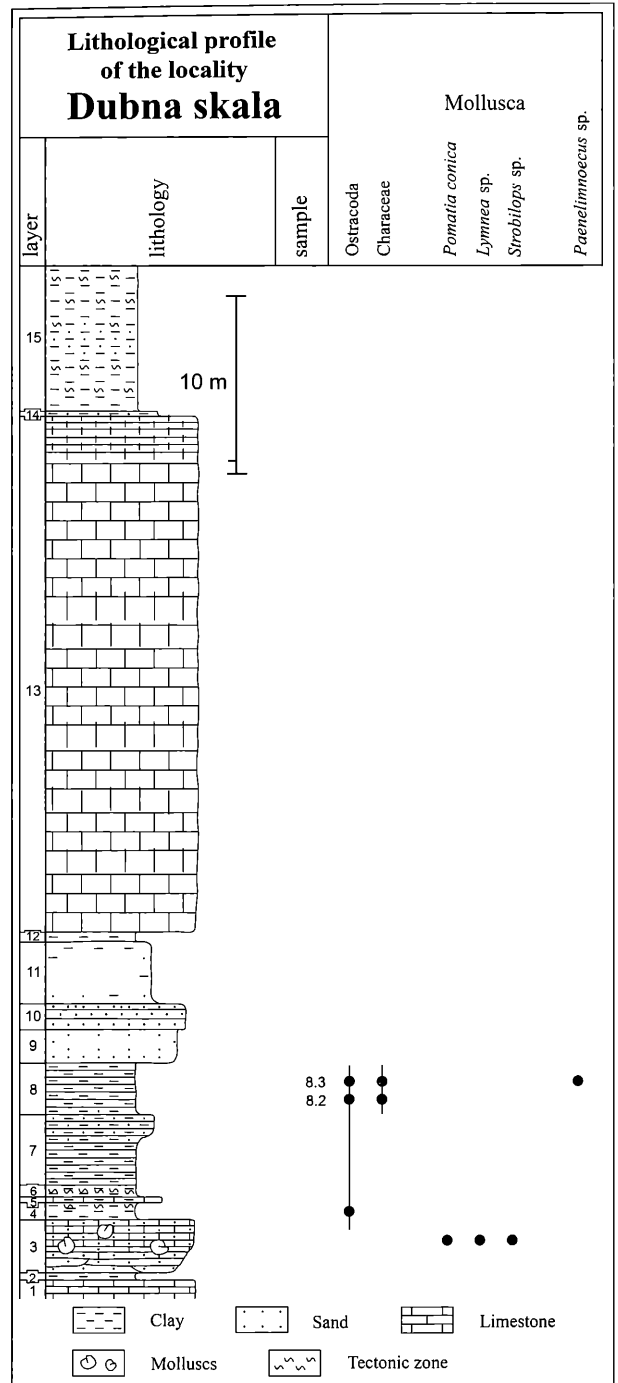 Lithological profile
of the locality
Dubna skala
Mollusca
layer
lithology
sample
Ostracoda
Characeae
Pomatia conica
Lymnea sp.
Strobilops sp.
Paenelimnoecus sp.
15
10 m
14
13
12
11
10
9
8.3
8
8.2
7
6
5
4
3
2
1
Clay
Sand
Limestone
Molluscs
Tectonic zone